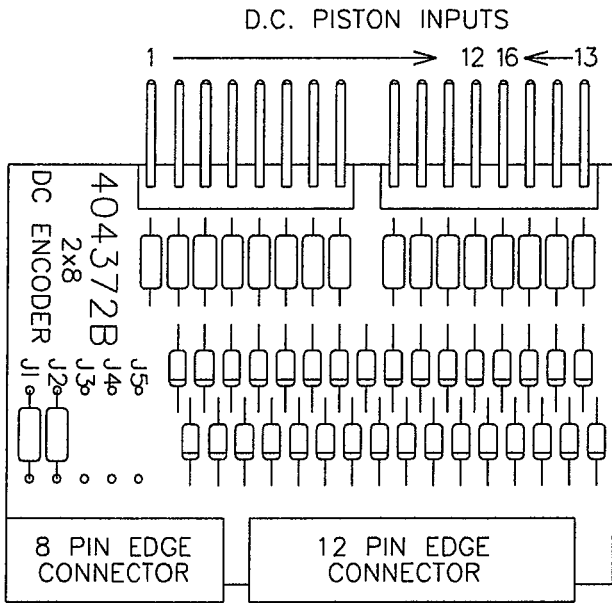 D.C. PISTON INPUTS
1 12 16 13
404372B
2x8
DC ENCODER
J1 J2 J3 J4 J5
8 PIN EDGE
CONNECTOR
12 PIN EDGE
CONNECTOR